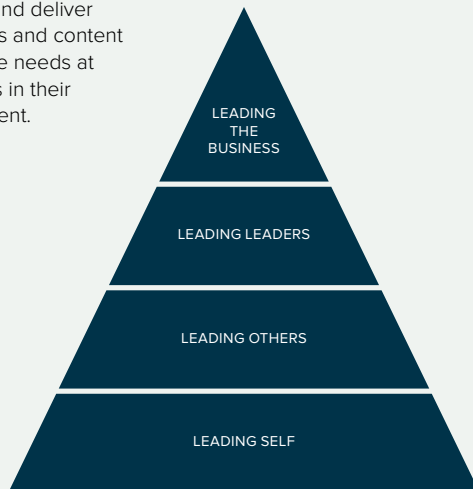 nd deliver
s and content
e needs at
s in their
ent.
LEADING
THE
BUSINESS
LEADING LEADERS
LEADING OTHERS
LEADING SELF